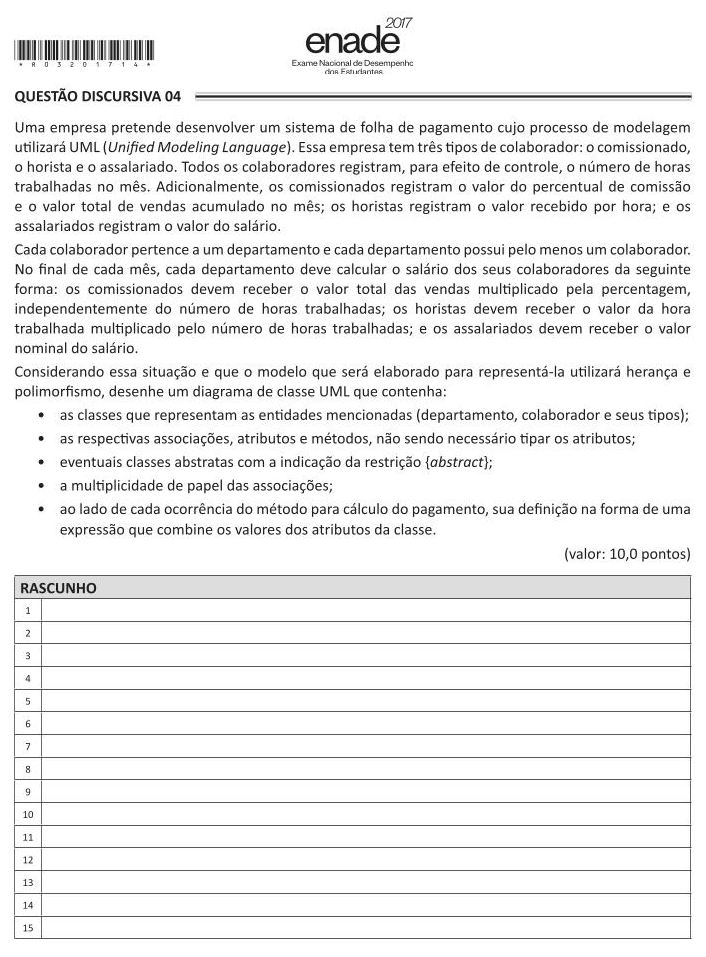 2017
enade
Exame Nacional de Desempenho
dos Estudantes
* R 0 3 2 0 1 7 1 4 *
QUESTÃO DISCURSIVA 04
Uma empresa pretende desenvolver um sistema de folha de pagamento cujo processo de modelagem
utilizará UML (Unified Modeling Language). Essa empresa tem três tipos de colaborador: o comissionado,
o horista e o assalariado. Todos os colaboradores registram, para efeito de controle, o número de horas
trabalhadas no mês. Adicionalmente, os comissionados registram o valor do percentual de comissão
e o valor total de vendas acumulado no mês; os horistas registram o valor recebido por hora; e os
assalariados registram o valor do salário.
Cada colaborador pertence a um departamento e cada departamento possui pelo menos um colaborador.
No final de cada mês, cada departamento deve calcular o salário dos seus colaboradores da seguinte
forma: os comissionados devem receber o valor total das vendas multiplicado pela percentagem,
independentemente do número de horas trabalhadas; os horistas devem receber o valor da hora
trabalhada multiplicado pelo número de horas trabalhadas; e os assalariados devem receber o valor
nominal do salário.
Considerando essa situação e que o modelo que será elaborado para representá-la utilizará herança e
polimorfismo, desenhe um diagrama de classe UML que contenha:
• as classes que representam as entidades mencionadas (departamento, colaborador e seus tipos);
• as respectivas associações, atributos e métodos, não sendo necessário tipar os atributos;
• eventuais classes abstratas com a indicação da restrição {abstract};
• a multiplicidade de papel das associações;
• ao lado de cada ocorrência do método para cálculo do pagamento, sua definição na forma de uma
expressão que combine os valores dos atributos da classe.
(valor: 10,0 pontos)
RASCUNHO
1
2
3
4
5
6
7
8
9
10
11
12
13
14
15